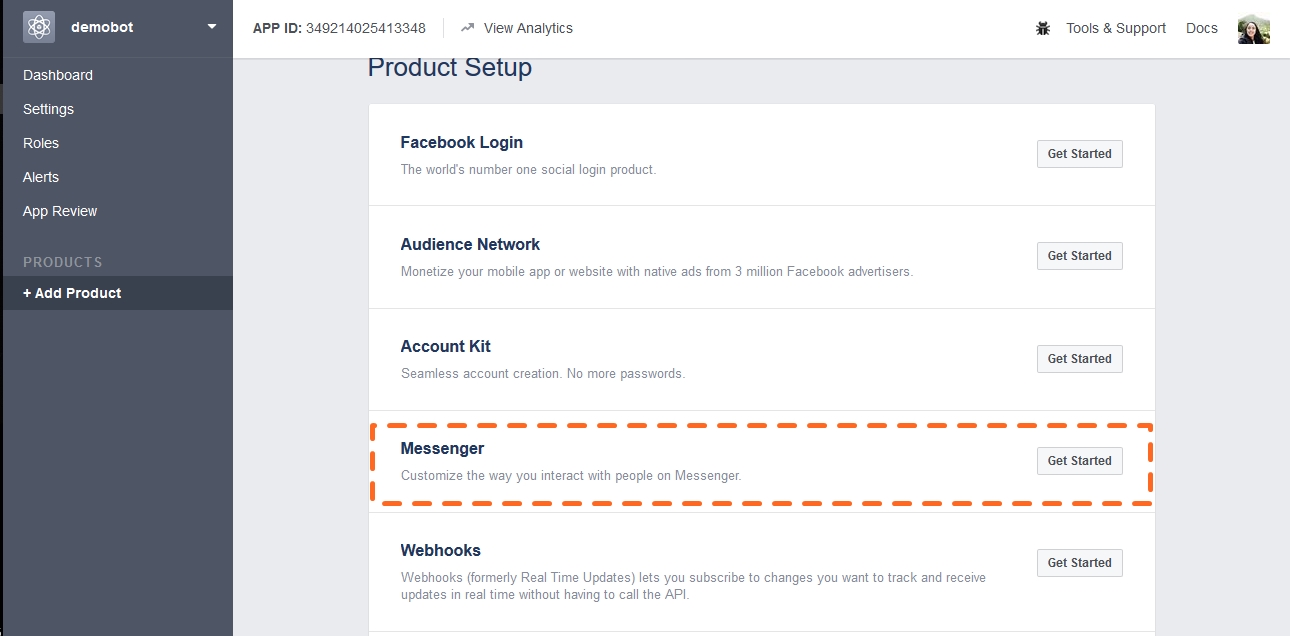 demobot
APP ID: 349214025413348
View Analytics
Tools & Support
Docs
Dashboard
Settings
Roles
Alerts
App Review
PRODUCTS
+ Add Product
Product Setup
Facebook Login
The world's number one social login product.
Get Started
Audience Network
Monetize your mobile app or website with native ads from 3 million Facebook advertisers.
Get Started
Account Kit
Seamless account creation. No more passwords.
Get Started
Messenger
Customize the way you interact with people on Messenger.
Get Started
Webhooks
Webhooks (formerly Real Time Updates) lets you subscribe to changes you want to track and receive
updates in real time without having to call the API.
Get Started